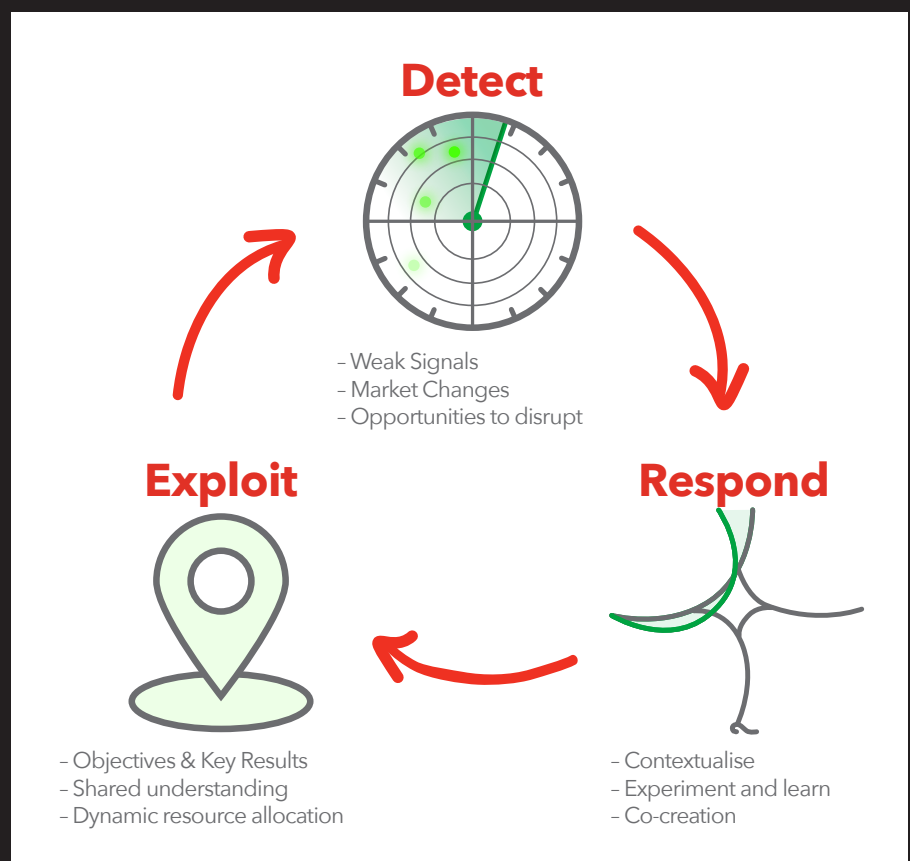 Detect
– Weak Signals
– Market Changes
– Opportunities to disrupt
Exploit
Respond
– Objectives & Key Results
– Shared understanding
– Dynamic resource allocation
– Contextualise
– Experiment and learn
– Co-creation